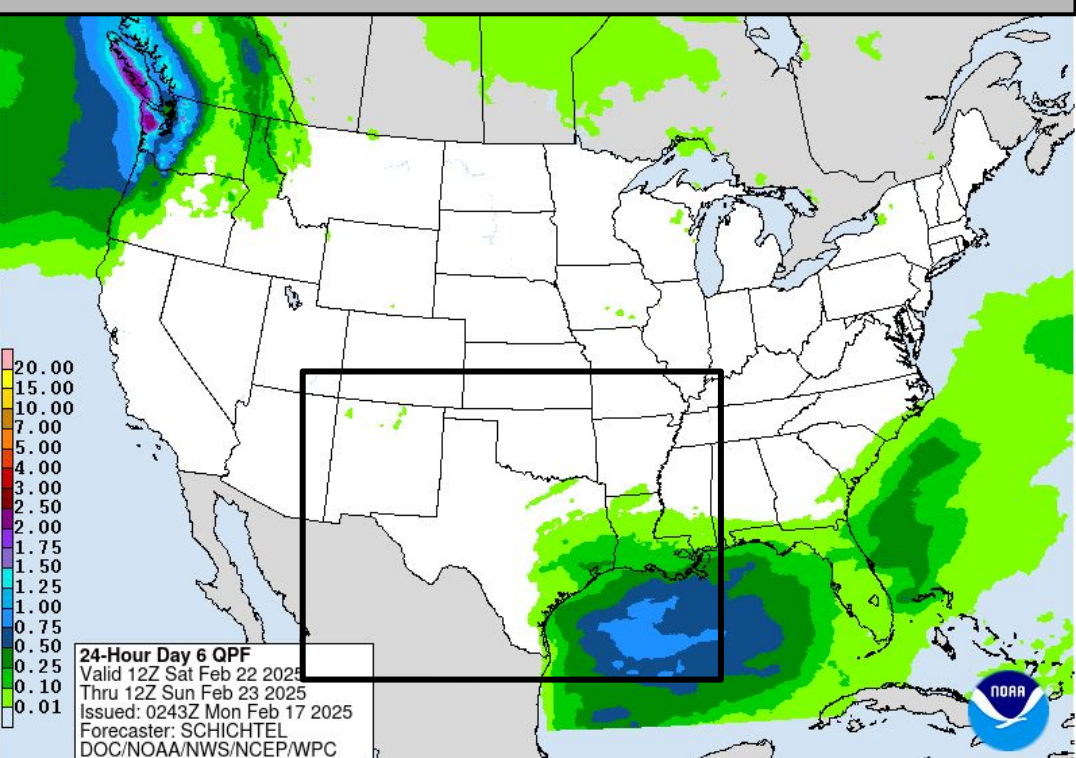 20.00
15.00
10.00
7.00
5.00
4.00
3.00
2.50
2.00
1.75
1.50
1.25
1.00
0.75
0.50
0.25
0.10
0.01
24-Hour Day 6 QPF
Valid 12Z Sat Feb 22 2025
Thru 12Z Sun Feb 23 2025
Issued: 0243Z Mon Feb 17 2025
Forecaster: SCHICHTEL
DOC/NOAA/NWS/NCEP/WPC
NOAA